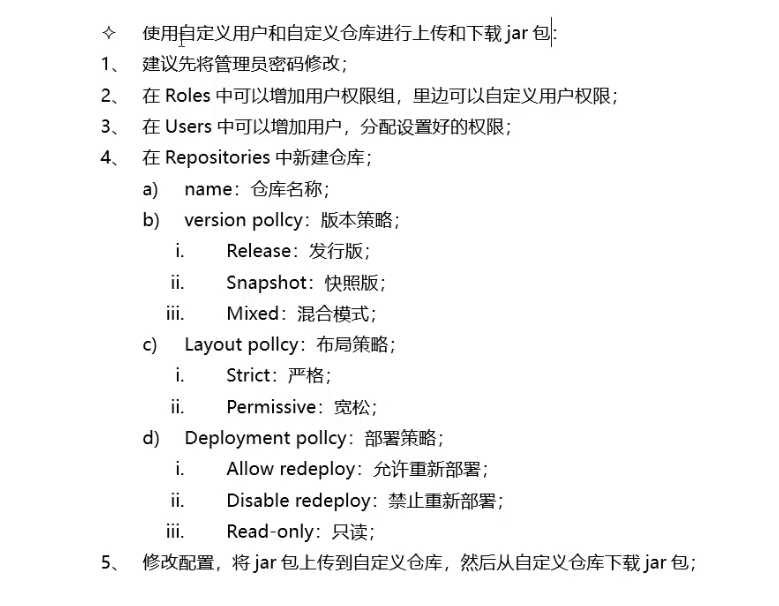 ✧ 使用自定义用户和自定义仓库进行上传和下载 jar 包:
1、 建议先将管理员密码修改;
2、 在 Roles 中可以增加用户权限组，里边可以自定义用户权限;
3、 在 Users 中可以增加用户，分配设置好的权限;
4、 在 Repositories 中新建仓库;
a) name：仓库名称;
b) version pollcy：版本策略;
i. Release：发行版;
ii. Snapshot：快照版;
iii. Mixed：混合模式;
c) Layout pollcy：布局策略;
i. Strict：严格;
ii. Permissive：宽松;
d) Deployment pollcy：部署策略;
i. Allow redeploy：允许重新部署;
ii. Disable redeploy：禁止重新部署;
iii. Read-only：只读;
5、 修改配置，将 jar 包上传到自定义仓库，然后从自定义仓库下载 jar 包;